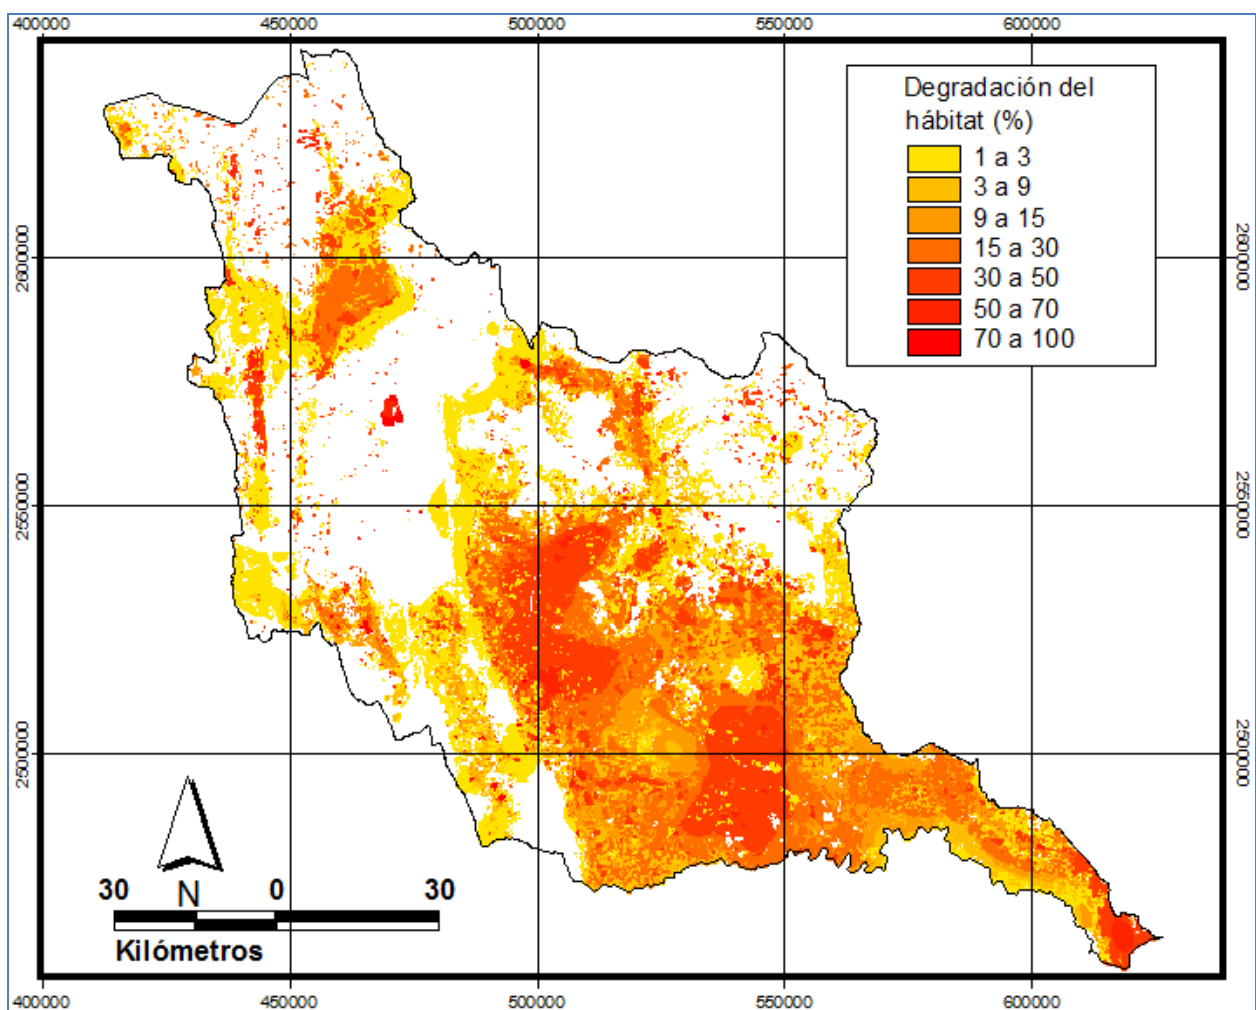 400000 450000 500000 550000 600000
Degradación del
hábitat (%)
1 a 3
3 a 9
9 a 15
15 a 30
30 a 50
50 a 70
70 a 100
2600000 2600000
2550000 2550000
2500000 2500000
N
30 0 30
Kilómetros
400000 450000 500000 550000 600000